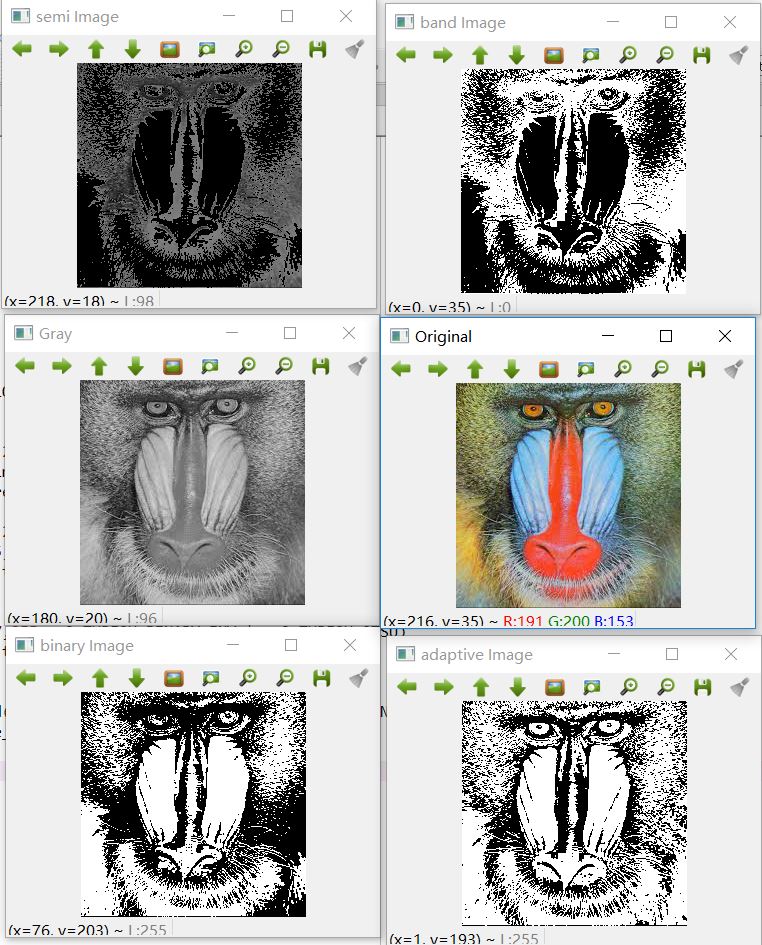 semi Image
(x=218, y=18) ~ L:98
band Image
(x=0, y=35) ~ L:0
Gray
(x=180, y=20) ~ L:96
Original
(x=216, y=35) ~ R:191 G:200 B:153
binary Image
(x=76, y=203) ~ L:255
adaptive Image
(x=1, y=193) ~ L:255